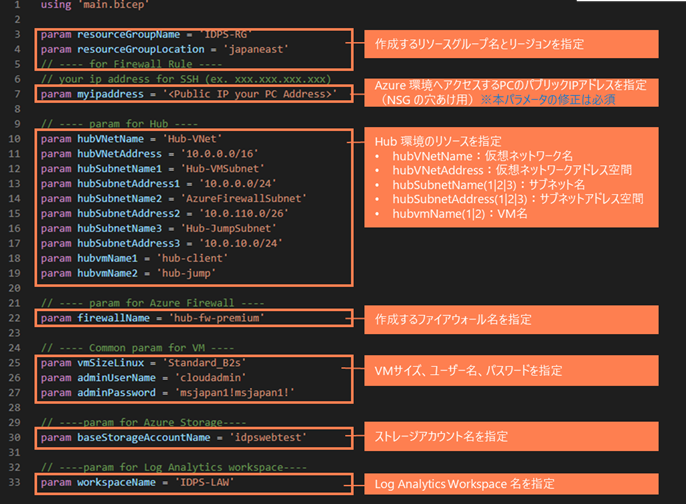 1 using 'main.bicep'
2
3 param resourceGroupName = 'IDPS-RG'
4 param resourceGroupLocation = 'japaneast'
作成するリソースグループ名とリージョンを指定
5 // ---- for Firewall Rule ----
6 // your ip address for SSH (ex. xxx.xxx.xxx.xxx)
7 param myipaddress = '<Public IP your PC Address>'
Azure 環境へアクセスするPCのパブリックIPアドレスを指定
（NSG の穴あけ用）※本パラメータの修正は必須
8
9 // ---- param for Hub ----
10 param hubVNetName = 'Hub-VNet'
11 param hubVNetAddress = '10.0.0.0/16'
12 param hubSubnetName1 = 'Hub-VMSubnet'
13 param hubSubnetAddress1 = '10.0.0.0/24'
14 param hubSubnetName2 = 'AzureFirewallSubnet'
15 param hubSubnetAddress2 = '10.0.110.0/26'
16 param hubSubnetName3 = 'Hub-JumpSubnet'
17 param hubSubnetAddress3 = '10.0.10.0/24'
18 param hubvmName1 = 'hub-client'
19 param hubvmName2 = 'hub-jump'
Hub 環境のリソースを指定
• hubVNetName：仮想ネットワーク名
• hubVNetAddress：仮想ネットワークアドレス空間
• hubSubnetName(1|2|3)：サブネット名
• hubSubnetAddress(1|2|3)：サブネットアドレス空間
• hubvmName(1|2)：VM名
20
21 // ---- param for Azure Firewall ----
22 param firewallName = 'hub-fw-premium'
作成するファイアウォール名を指定
23
24 // ---- Common param for VM ----
25 param vmSizeLinux = 'Standard_B2s'
26 param adminUserName = 'cloudadmin'
27 param adminPassword = 'msjapan1!msjapan1!'
VMサイズ、ユーザー名、パスワードを指定
28
29 // ----param for Azure Storage----
30 param baseStorageAccountName = 'idpswebtest'
ストレージアカウント名を指定
31
32 // ----param for Log Analytics workspace----
33 param workspaceName = 'IDPS-LAW'
Log Analytics Workspace 名を指定